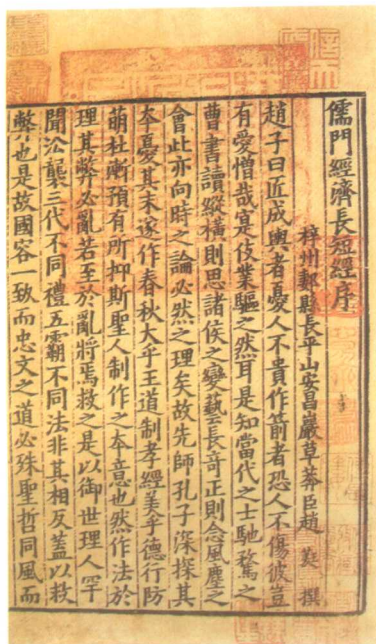 儒門經濟長短經序
梓州郪縣長平山安昌巖草莽臣趙 蕤 撰
趙子曰匠成輿者憂人不貴作箭者恐人不傷彼豈
有愛憎哉寔伎業驅之然耳是知當代之士馳騖之
曹書讀縱橫則思諸侯之變藝長奇正則念風塵之
會此亦向時之論必然之理矣故先師孔子深探其
本憂其末遂作春秋大乎王道制孝經美乎德行防
萌杜漸預有所抑斯聖人制作之本意也然作法於
理其弊必亂若至於亂將焉救之是以御世理人罕
聞沿襲三代不同禮五霸不同法非其相反蓋以救
弊也是故國容一致而忠文之道必殊聖哲同風而